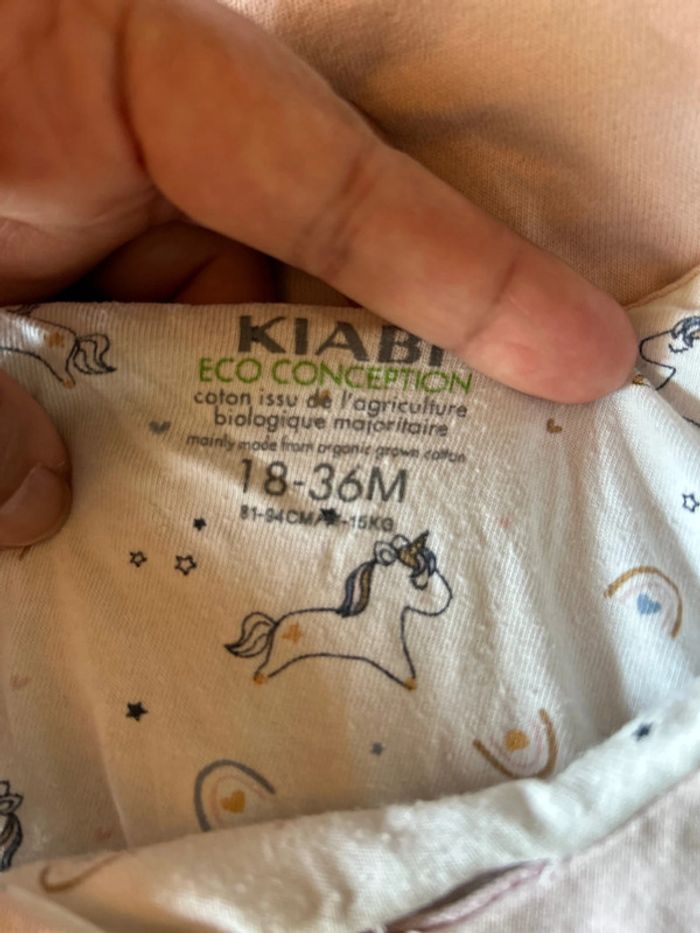 KIABI
ECO CONCEPTION
coton issu de l'agriculture
biologique majoritaire
mainly made from organic grown cotton
18-36M
81-94CM/ -15KG